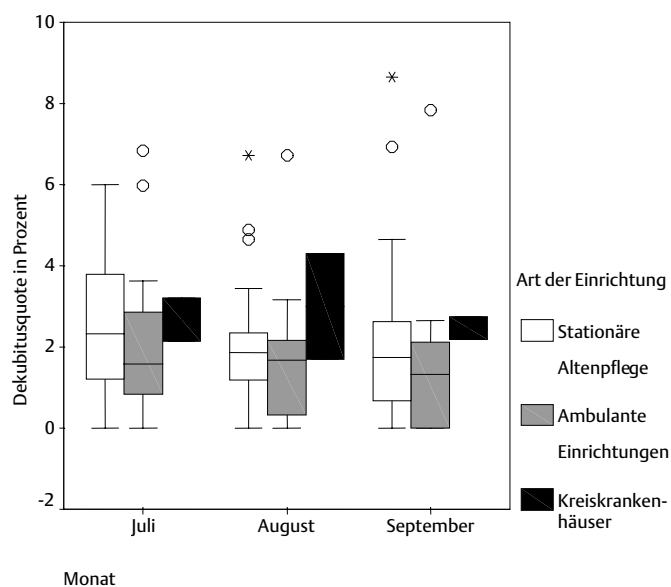 10
8
6
4
2
0
-2
Dekubitusquote in Prozent
Juli
August
September
Monat
Art der Einrichtung
Stationäre
Altenpflege
Ambulante
Einrichtungen
Kreiskranken-
häuser